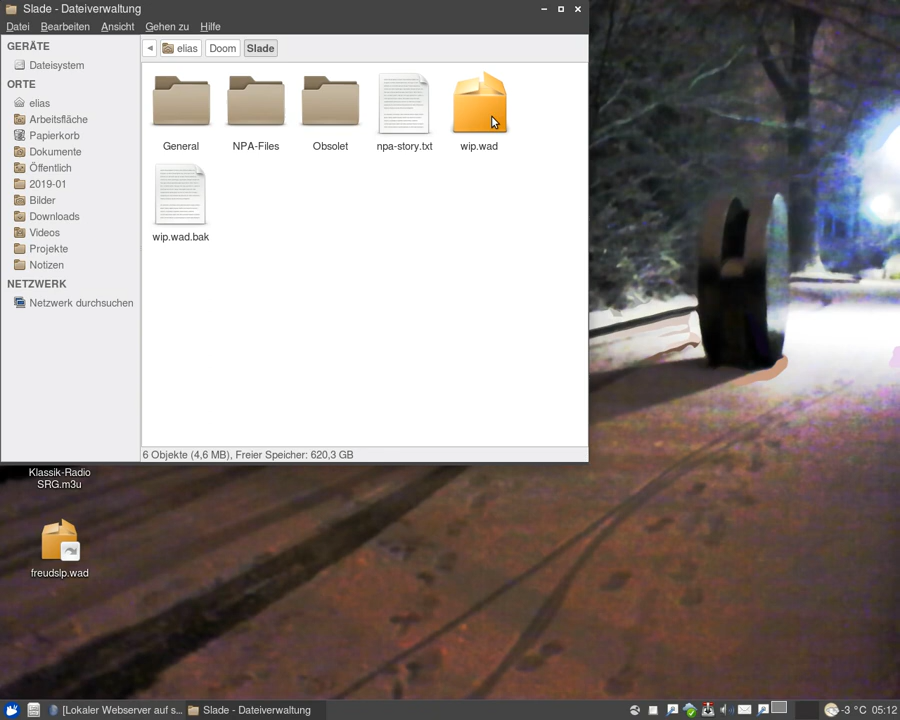 Slade - Dateiverwaltung
Datei Bearbeiten Ansicht Gehen zu Hilfe
GERÄTE
Dateisystem
ORTE
elias
Arbeitsfläche
Papierkorb
Dokumente
Öffentlich
2019-01
Bilder
Downloads
Videos
Projekte
Notizen
NETZWERK
Netzwerk durchsuchen
elias Doom Slade
General NPA-Files Obsolet npa-story.txt wip.wad
wip.wad.bak
6 Objekte (4,6 MB), Freier Speicher: 620,3 GB
Klassik-Radio
SRG.m3u
freudslp.wad
[Lokaler Webserver auf s... Slade - Dateiverwaltung -3 °C 05:12